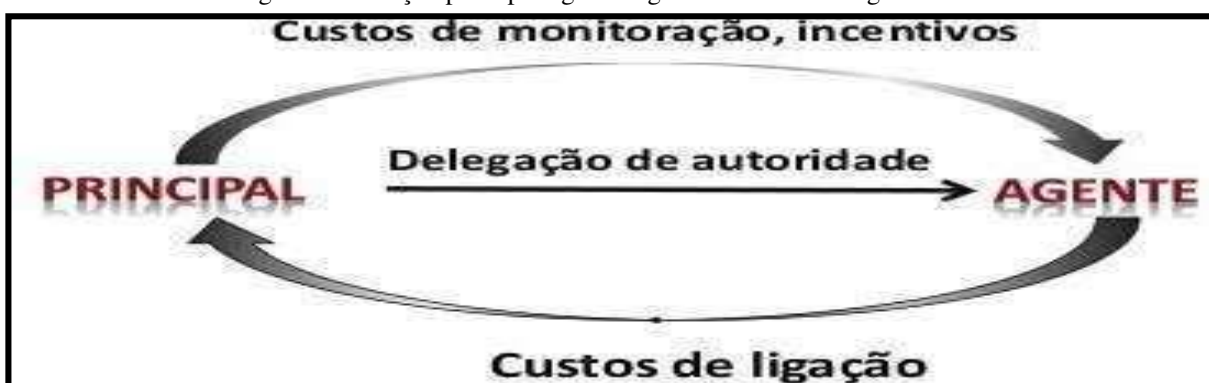 Custos de monitoração, incentivos
Delegação de autoridade
PRINCIPAL
AGENTE
Custos de ligação